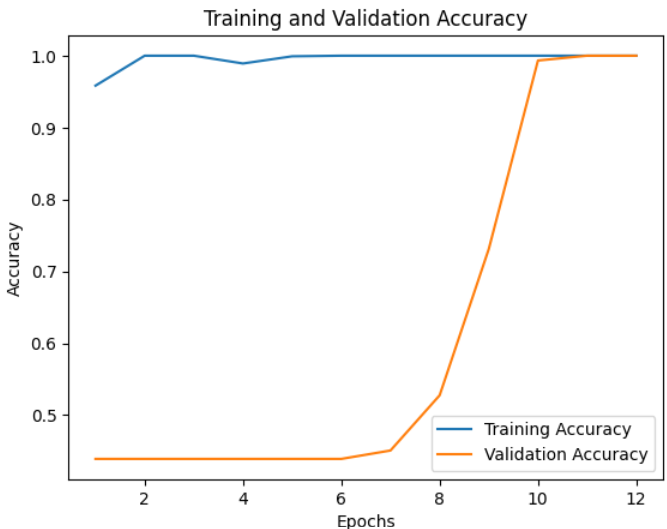 Training and Validation Accuracy
1.0
0.9
0.8
0.7
0.6
0.5
Accuracy
Training Accuracy
Validation Accuracy
2 4 6 8 10 12
Epochs